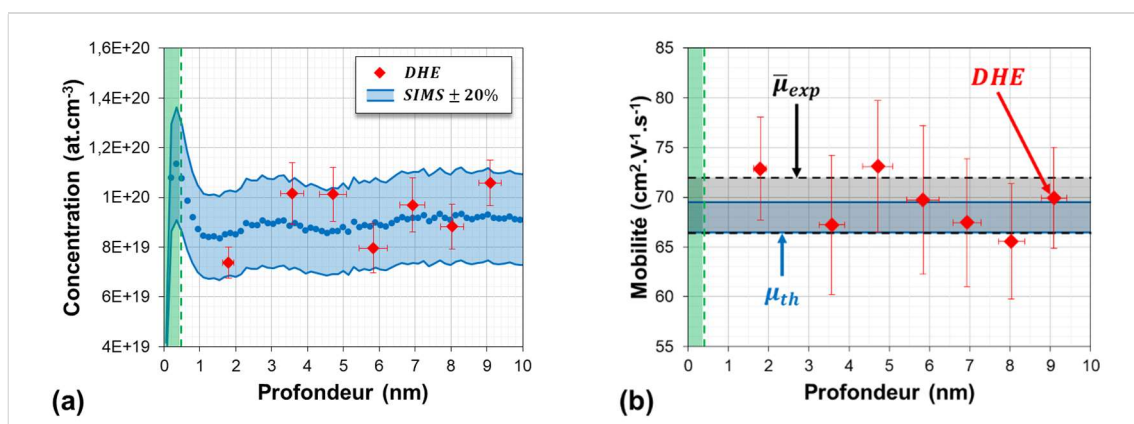 1,6E+20
1,4E+20
1,2E+20
1E+20
8E+19
6E+19
4E+19
Concentration (at.cm-3)
DHE
SIMS ± 20%
0 1 2 3 4 5 6 7 8 9 10
Profondeur (nm)
(a)
85
80
75
70
65
60
55
Mobilité (cm2.V-1.s-1)
μ̅exp
DHE
μth
0 1 2 3 4 5 6 7 8 9 10
Profondeur (nm)
(b)